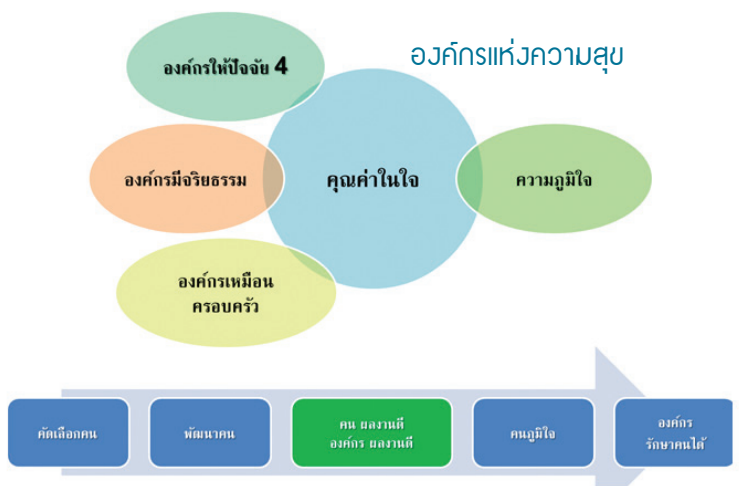 องค์กรแห่งความสุข
องค์กรให้ปัจจัย 4
องค์กรมีจริยธรรม
คุณค่าในใจ
ความภูมิใจ
องค์กรเหมือน
ครอบครัว
คัดเลือกคน
พัฒนาคน
คน ผลงานดี
องค์กร ผลงานดี
คนภูมิใจ
องค์กร
รักษาคนได้